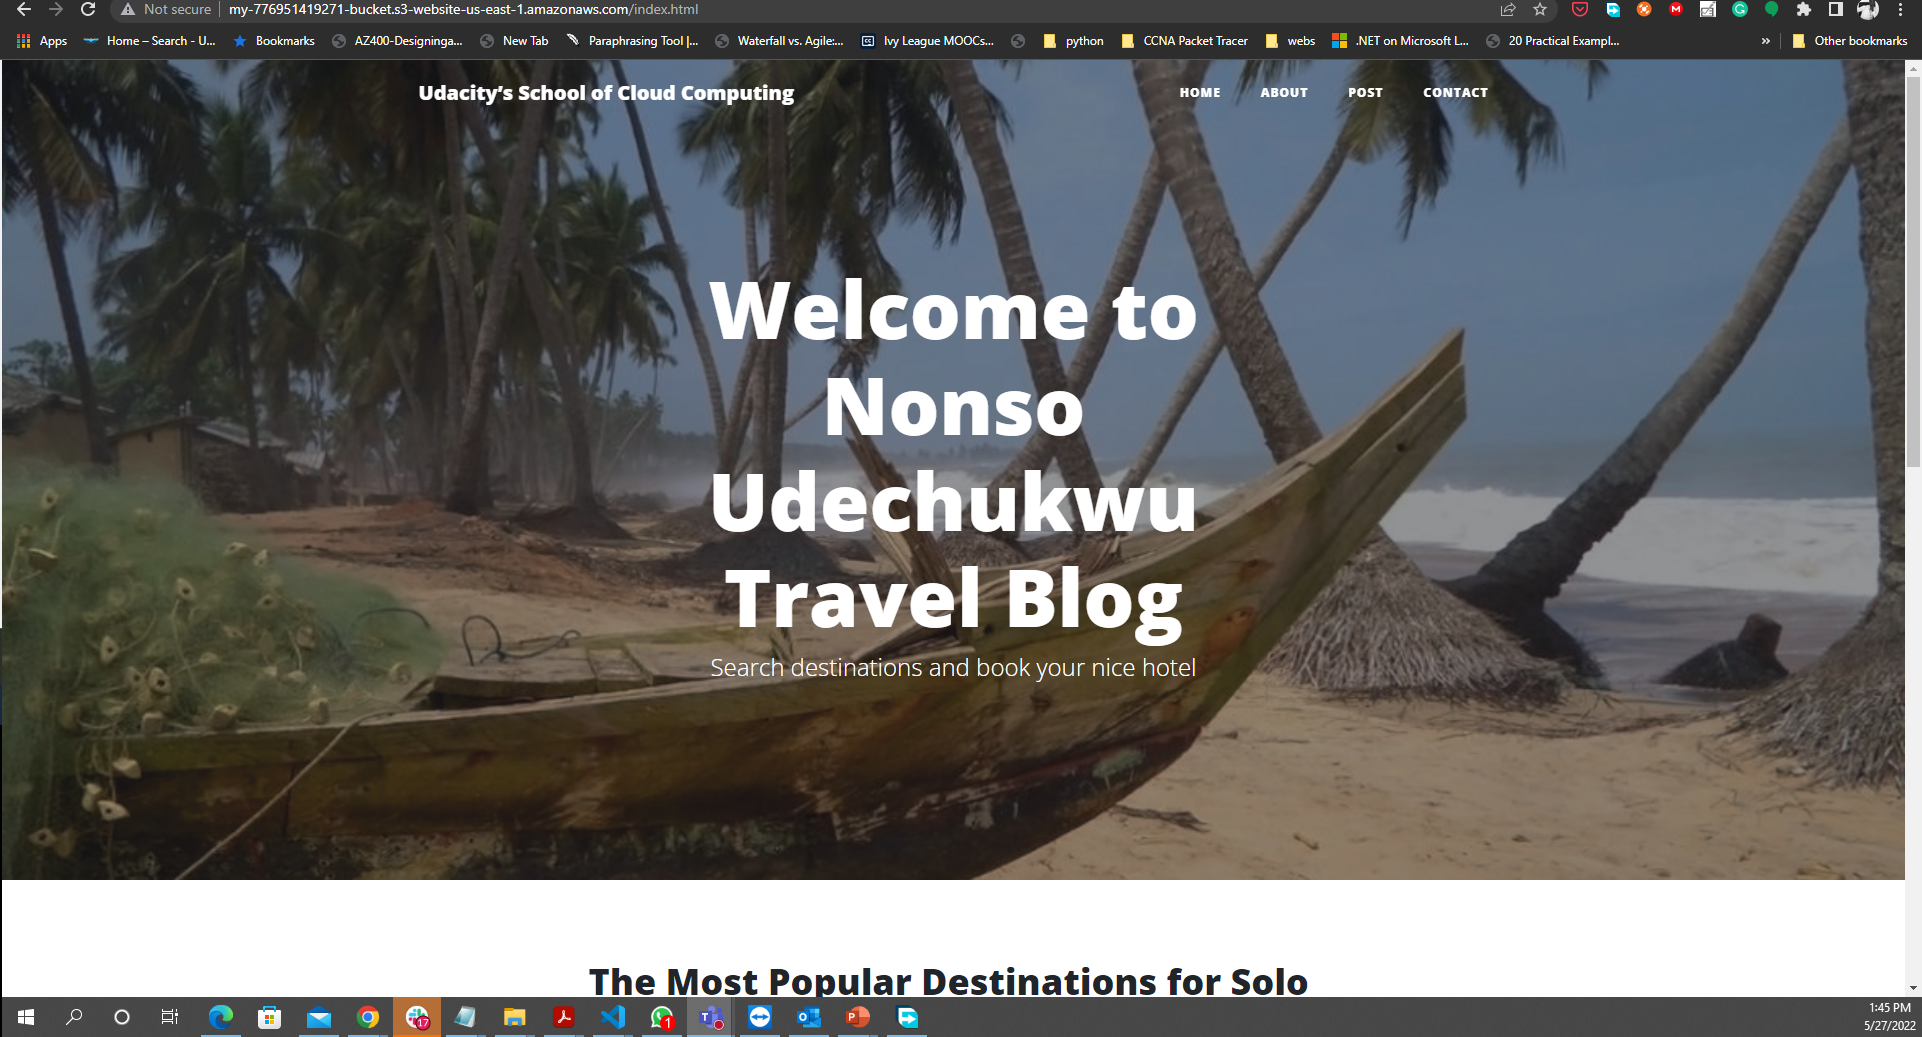 Not secure | my-776951419271-bucket.s3-website-us-east-1.amazonaws.com/index.html
Apps Home – Search - U... Bookmarks AZ400-Designinga... New Tab Paraphrasing Tool |... Waterfall vs. Agile:... Ivy League MOOCs... python CCNA Packet Tracer webs .NET on Microsoft L... 20 Practical Exampl... » Other bookmarks
Udacity’s School of Cloud Computing HOME ABOUT POST CONTACT
Welcome to
Nonso
Udechukwu
Travel Blog
Search destinations and book your nice hotel
The Most Popular Destinations for Solo
17
1
1:45 PM
5/27/2022